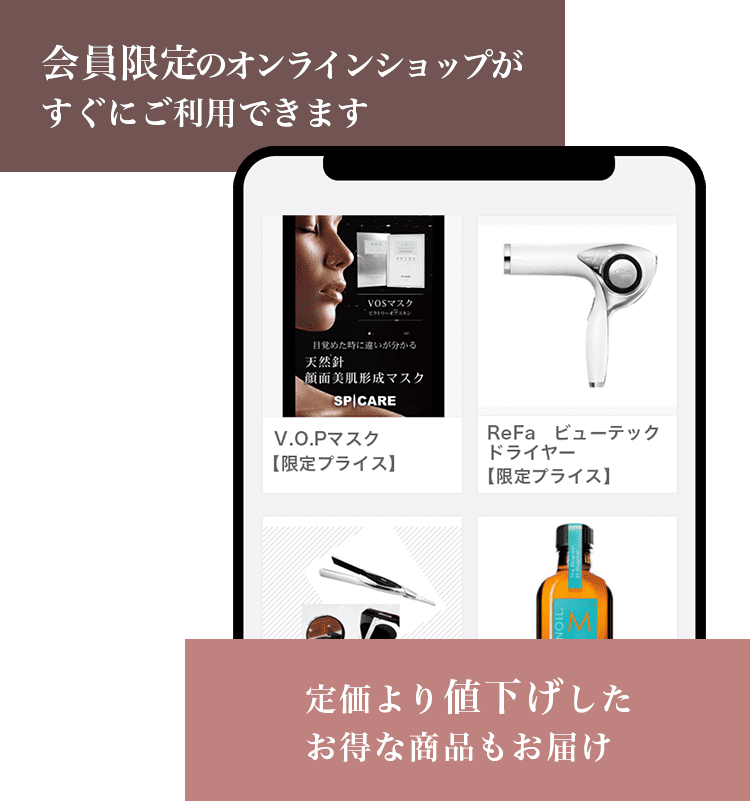 会員限定のオンラインショップが
すぐにご利用できます
VOSマスク
ビクトリーオブスキン
目覚めた時に違いが分かる
天然針
顔面美肌形成マスク
SP|CARE
V.O.Pマスク
【限定プライス】
ReFa ビューテック
ドライヤー
【限定プライス】
NOIL
M
定価より値下げした
お得な商品もお届け